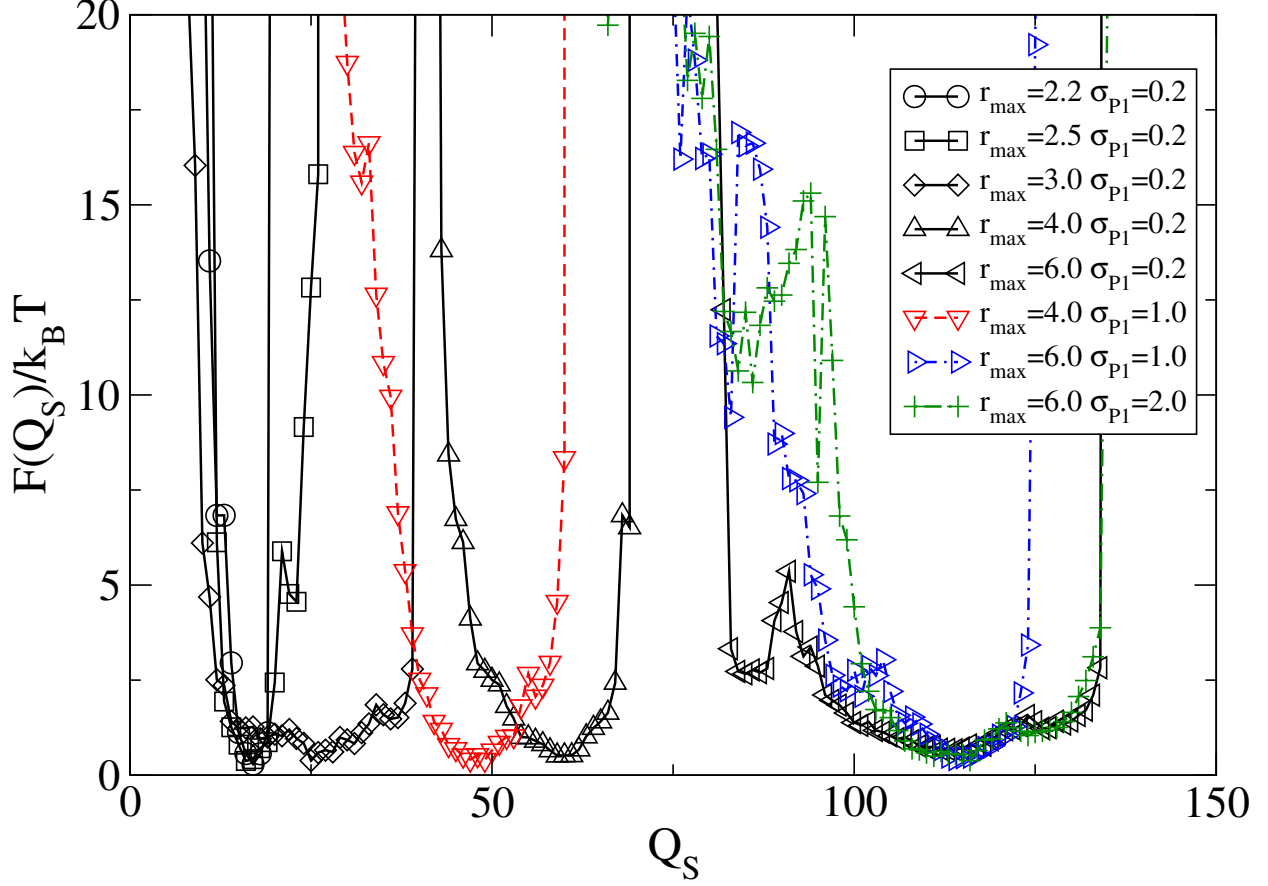 20
15
10
5
0
F(Q_S)/k_B T
0
50
100
150
Q_S
r_max=2.2 σ_P1=0.2
r_max=2.5 σ_P1=0.2
r_max=3.0 σ_P1=0.2
r_max=4.0 σ_P1=0.2
r_max=6.0 σ_P1=0.2
r_max=4.0 σ_P1=1.0
r_max=6.0 σ_P1=1.0
r_max=6.0 σ_P1=2.0